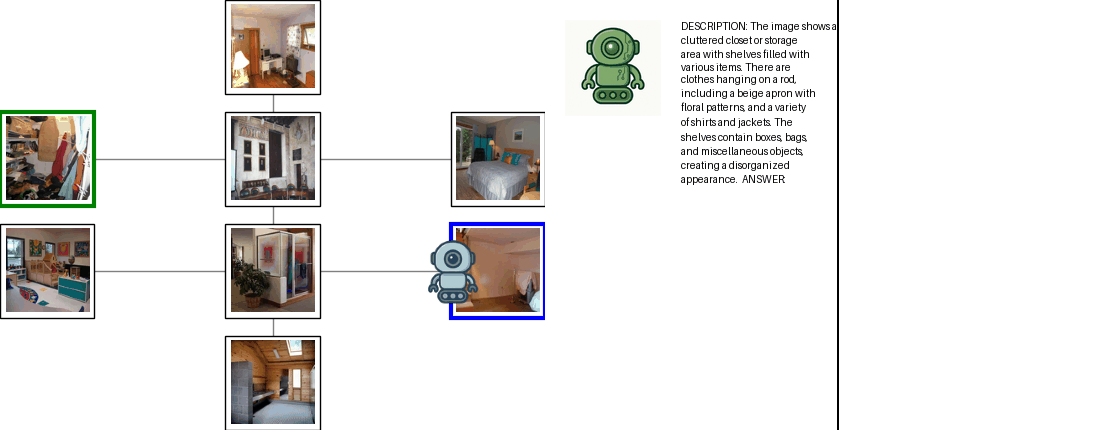 DESCRIPTION: The image shows a
cluttered closet or storage
area with shelves filled with
various items. There are
clothes hanging on a rod,
including a beige apron with
floral patterns, and a variety
of shirts and jackets. The
shelves contain boxes, bags,
and miscellaneous objects,
creating a disorganized
appearance. ANSWER: